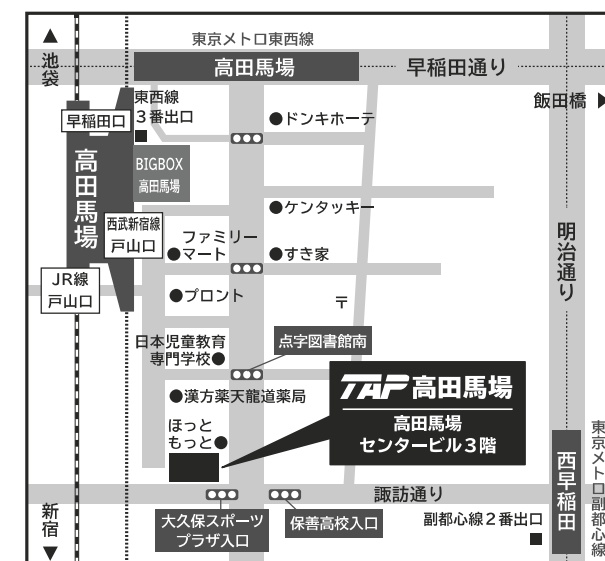 東京メトロ東西線
▲
池袋
高田馬場
早稲田通り
飯田橋 ▶
東西線
3番出口
■
早稲田口
●ドンキホーテ
BIGBOX
高田馬場
高田馬場
●ケンタッキー
西武新宿線
戸山口
ファミリー
●マート
●すき家
明治通り
JR線
戸山口
●プロント
〒
日本児童教育
専門学校●
点字図書館南
●漢方薬天龍道薬局
TAP高田馬場
高田馬場
センタービル3階
ほっと
もっと●
西早稲田
東京メトロ副都心線
諏訪通り
新宿
▼
大久保スポーツ
プラザ入口
保善高校入口
副都心線2番出口
■